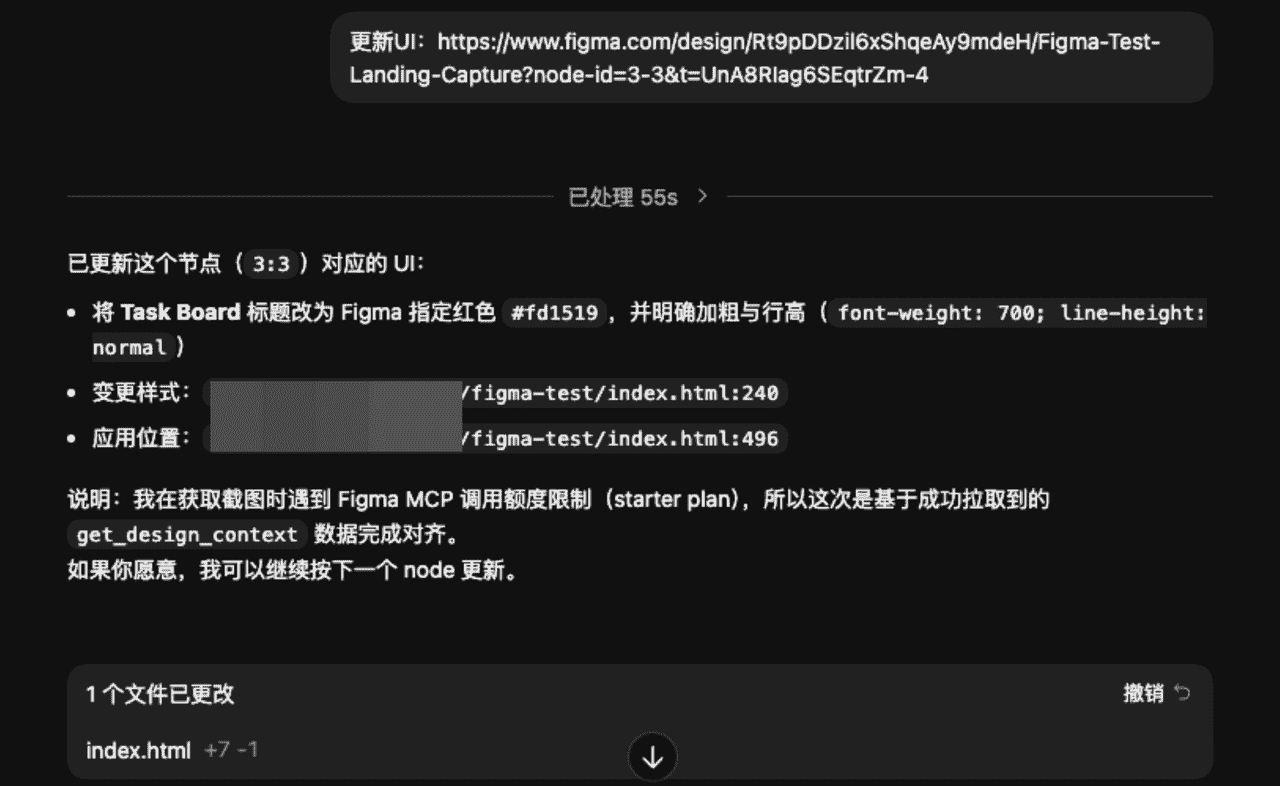 更新UI：https://www.figma.com/design/Rt9pDDzil6xShqeAy9mdeH/Figma-Test-
Landing-Capture?node-id=3-3&t=UnA8RIag6SEqtrZm-4
已处理 55s
已更新这个节点（3:3）对应的 UI：
• 将 Task Board 标题改为 Figma 指定红色 #fd1519，并明确加粗与行高（font-weight: 700; line-height:
normal）
• 变更样式：/figma-test/index.html:240
• 应用位置：/figma-test/index.html:496
说明：我在获取截图时遇到 Figma MCP 调用额度限制（starter plan），所以这次是基于成功拉取到的
get_design_context 数据完成对齐。
如果你愿意，我可以继续按下一个 node 更新。
1 个文件已更改 撤销
index.html +7 -1